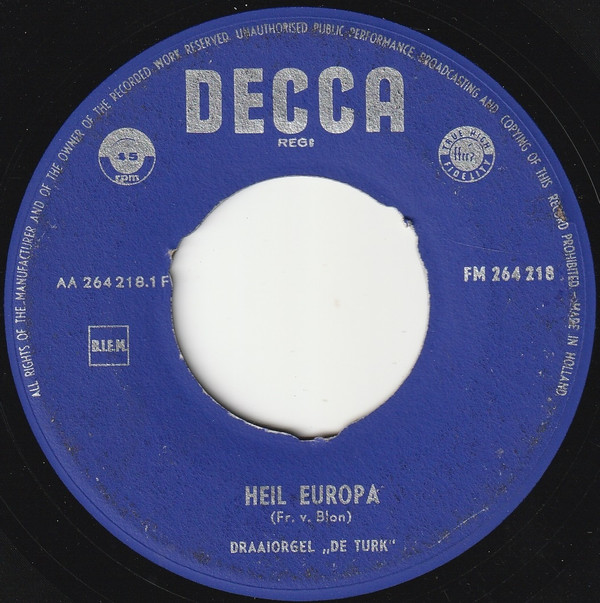 ALL RIGHTS OF THE MANUFACTURER AND OF THE OWNER OF THE RECORDED WORK RESERVED. UNAUTHORISED PUBLIC PERFORMANCE, BROADCASTING AND COPYING OF THIS RECORD PROHIBITED - MADE IN HOLLAND
DECCA
REG:
45
rpm
TRUE HIGH
ffrr
FIDELITY
AA 264 218.1 F
FM 264 218
B.I.E.M.
HEIL EUROPA
(Fr. v. Blon)
DRAAIORGEL „DE TURK"